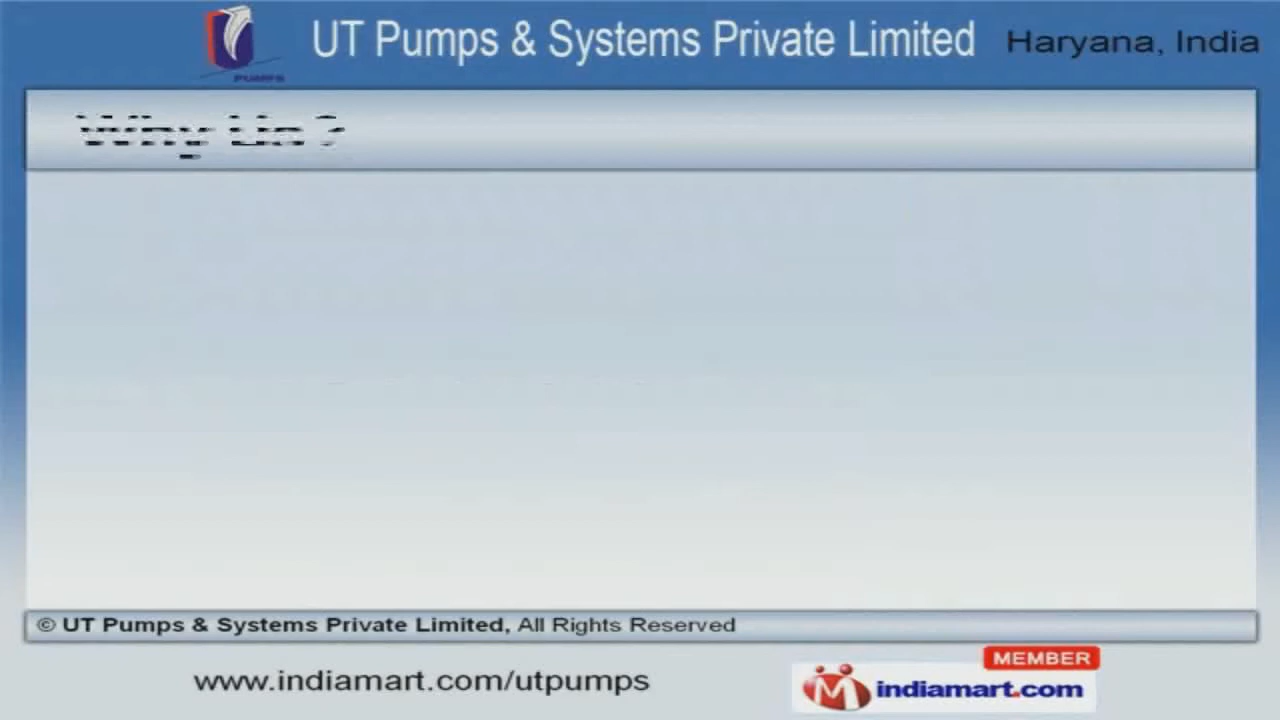 UT Pumps & Systems Private Limited
Haryana, India
PUMPS
Why Us?
© UT Pumps & Systems Private Limited, All Rights Reserved
www.indiamart.com/utpumps
MEMBER
indiamart.com